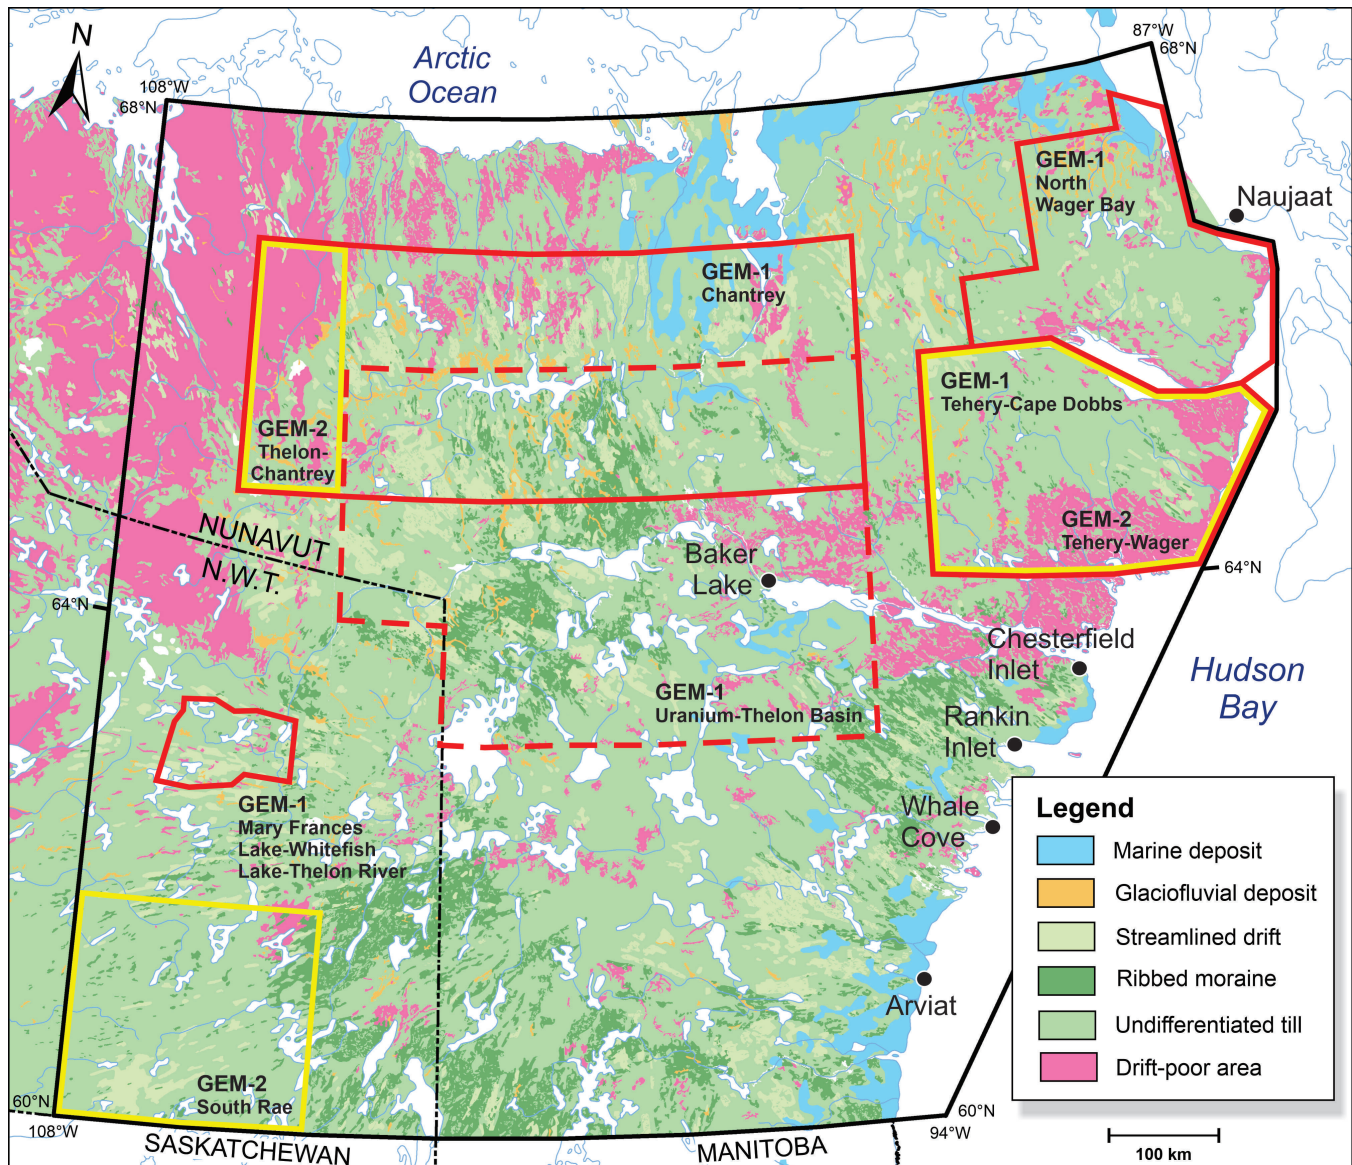 N
Arctic
Ocean
87°W
68°N
108°W
68°N
GEM-1
North
Wager Bay
Naujaat
GEM-1
Chantrey
GEM-1
Tehery-Cape Dobbs
GEM-2
Thelon-
Chantrey
GEM-2
Tehery-Wager
NUNAVUT
N.W.T.
Baker
Lake
64°N
64°N
Chesterfield
Inlet
Hudson
Bay
GEM-1
Uranium-Thelon Basin
Rankin
Inlet
GEM-1
Mary Frances
Lake-Whitefish
Lake-Thelon River
Whale
Cove
Legend
Marine deposit
Glaciofluvial deposit
Streamlined drift
Ribbed moraine
Undifferentiated till
Drift-poor area
Arviat
GEM-2
South Rae
60°N
108°W
60°N
94°W
SASKATCHEWAN
MANITOBA
100 km